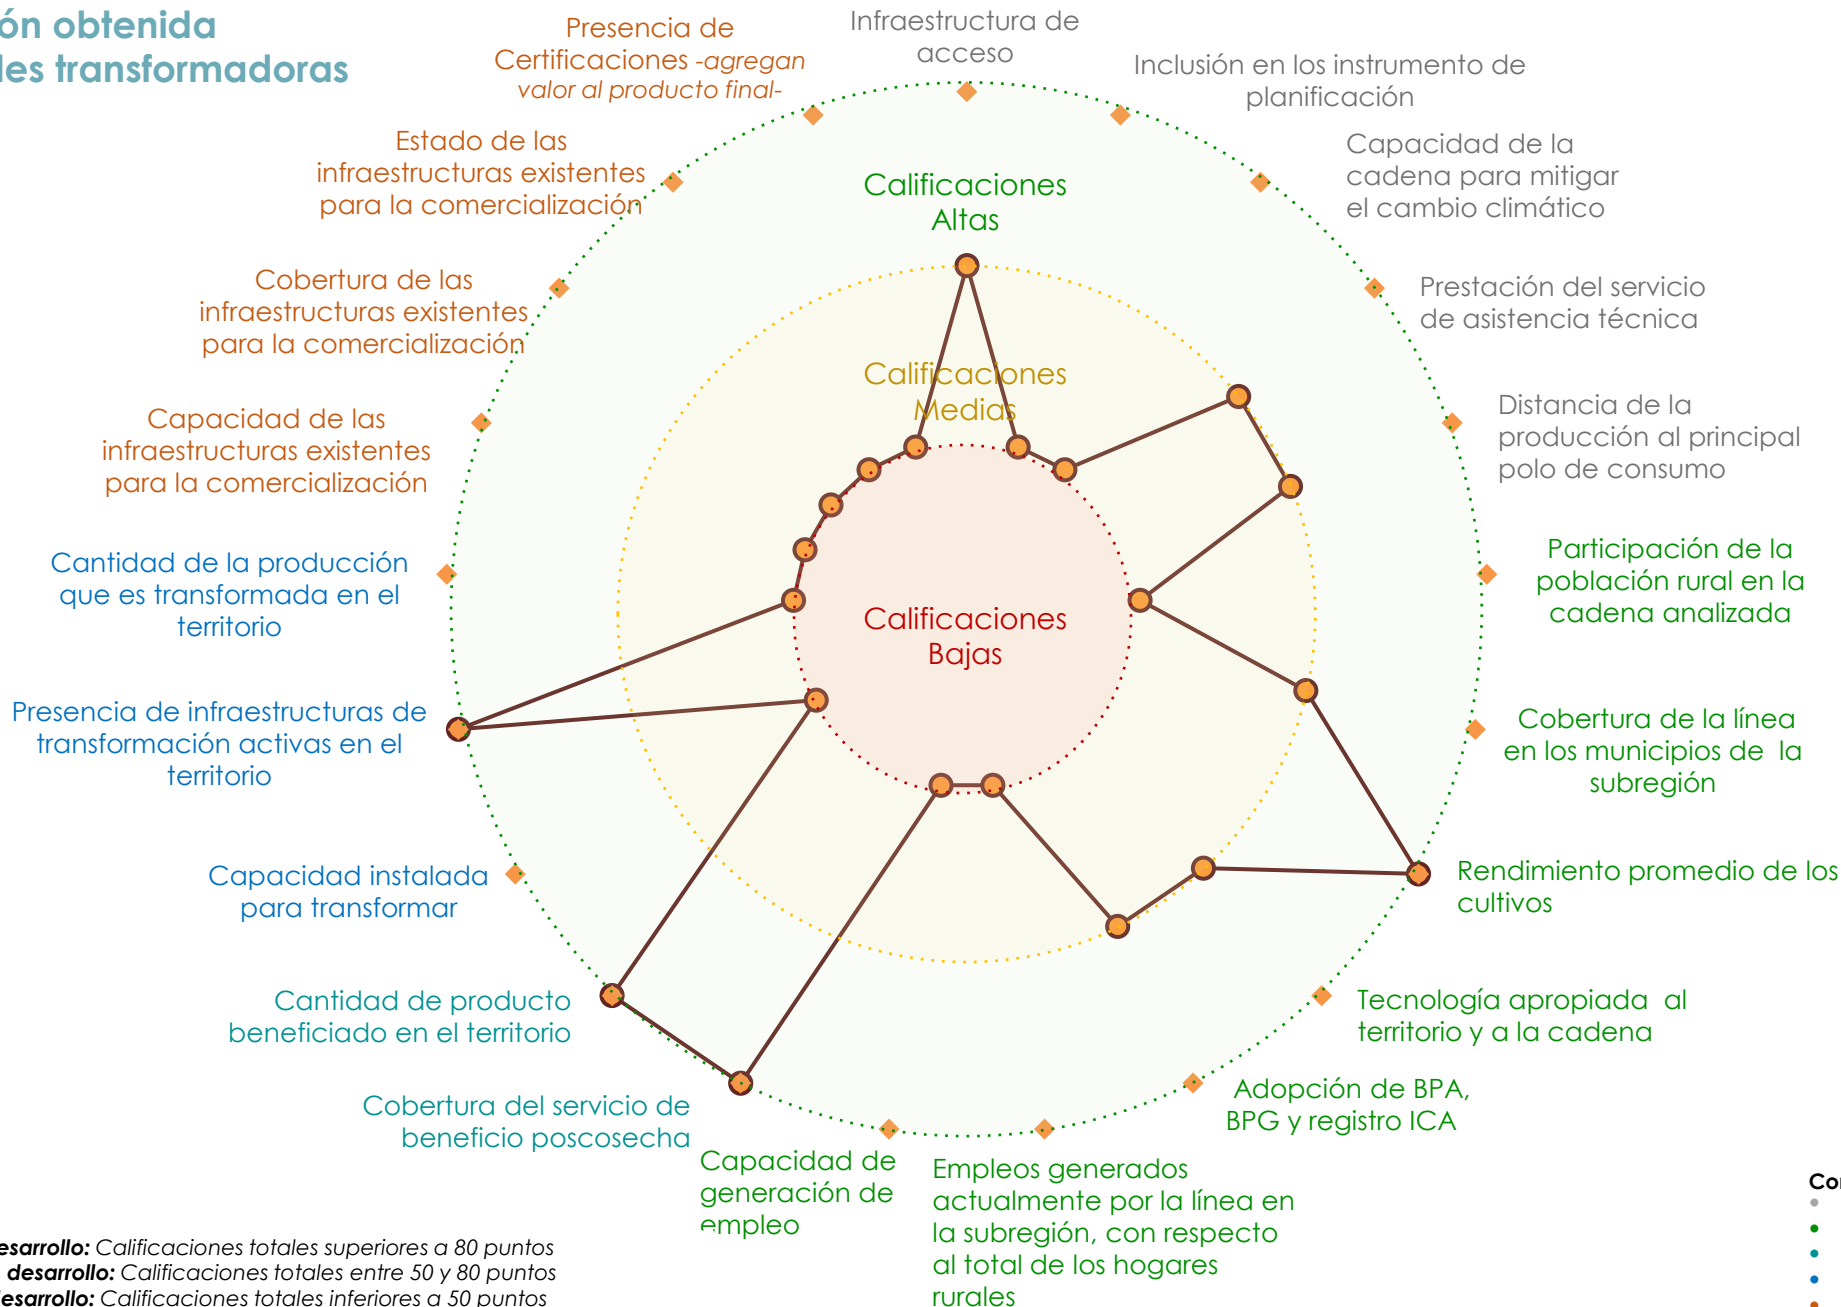 ón obtenida
les transformadoras
Presencia de
Certificaciones -agregan
valor al producto final-
Infraestructura de
acceso
Inclusión en los instrumento de
planificación
Estado de las
infraestructuras existentes
para la comercialización
Capacidad de la
cadena para mitigar
el cambio climático
Calificaciones
Altas
Cobertura de las
infraestructuras existentes
para la comercialización
Prestación del servicio
de asistencia técnica
Calificaciones
Medias
Capacidad de las
infraestructuras existentes
para la comercialización
Distancia de la
producción al principal
polo de consumo
Cantidad de la producción
que es transformada en el
territorio
Participación de la
población rural en la
cadena analizada
Calificaciones
Bajas
Presencia de infraestructuras de
transformación activas en el
territorio
Cobertura de la línea
en los municipios de la
subregión
Capacidad instalada
para transformar
Rendimiento promedio de los
cultivos
Cantidad de producto
beneficiado en el territorio
Tecnología apropiada al
territorio y a la cadena
Cobertura del servicio de
beneficio poscosecha
Adopción de BPA,
BPG y registro ICA
Capacidad de
generación de
empleo
Empleos generados
actualmente por la línea en
la subregión, con respecto
al total de los hogares
rurales
esarrollo: Calificaciones totales superiores a 80 puntos
desarrollo: Calificaciones totales entre 50 y 80 puntos
esarrollo: Calificaciones totales inferiores a 50 puntos
Co